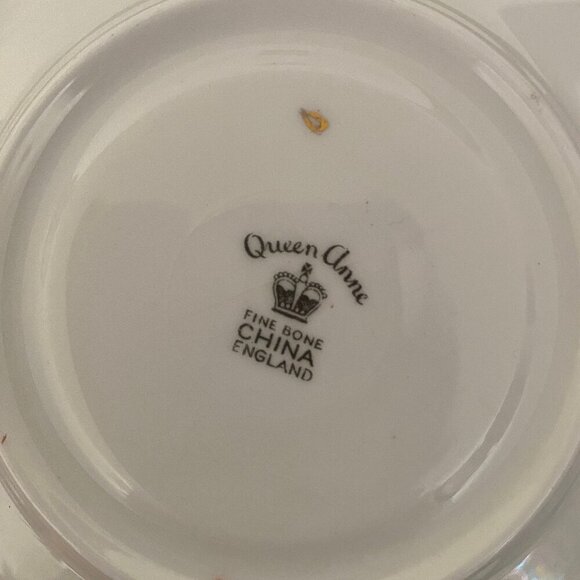 Queen Anne
FINE BONE
CHINA
ENGLAND